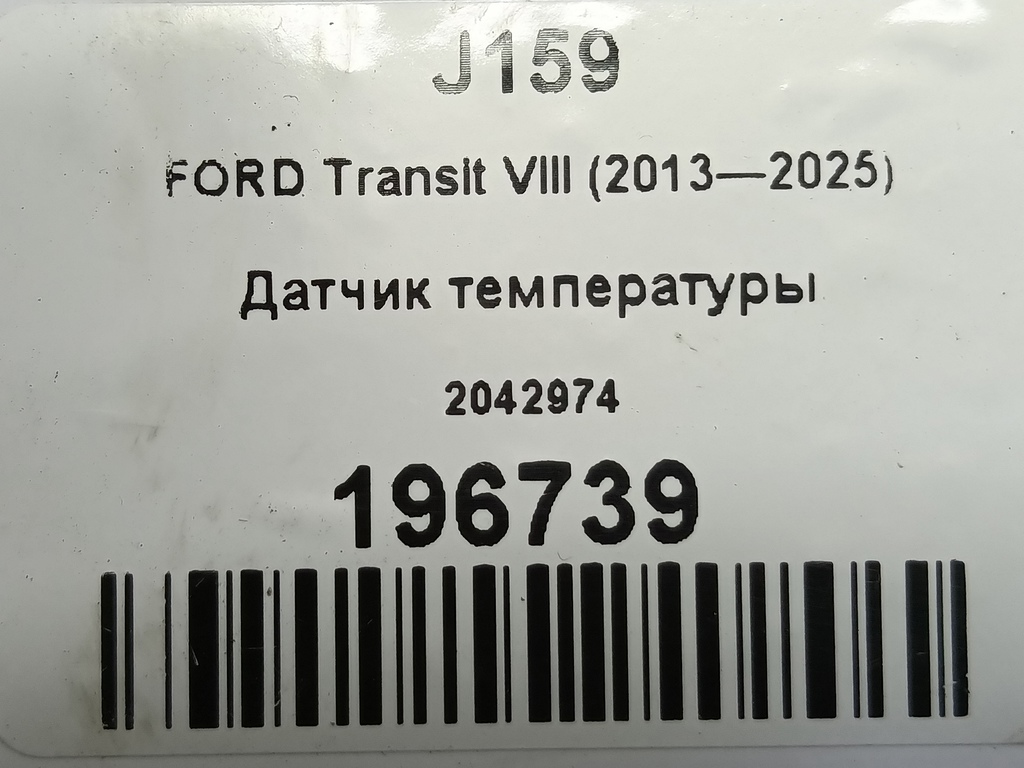 J159
FORD Transit VIII (2013—2025)
Датчик температуры
2042974
196739